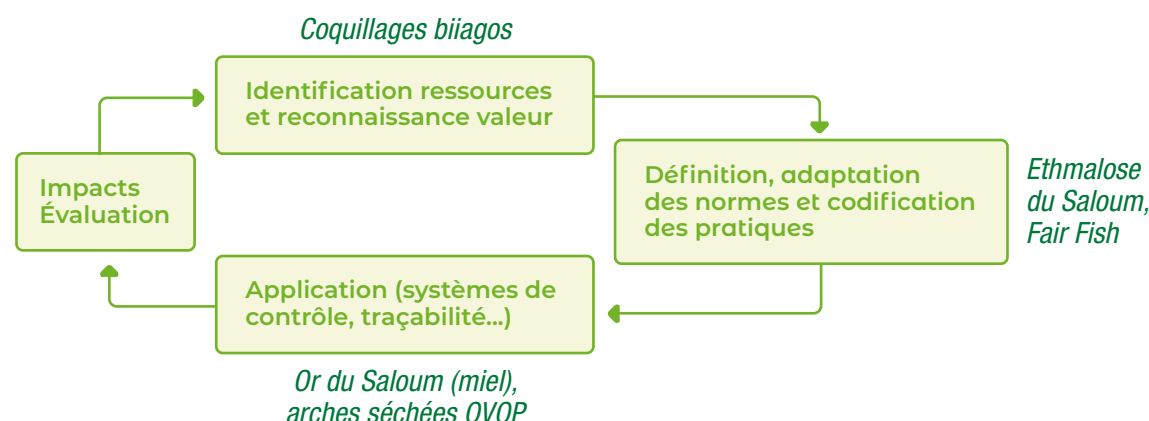 Coquillages biiagos
Identification ressources
et reconnaissance valeur
Impacts
Évaluation
Définition, adaptation
des normes et codification
des pratiques
Ethmalose
du Saloum,
Fair Fish
Application (systèmes de
contrôle, traçabilité...)
Or du Saloum (miel),
arches séchées OVOP